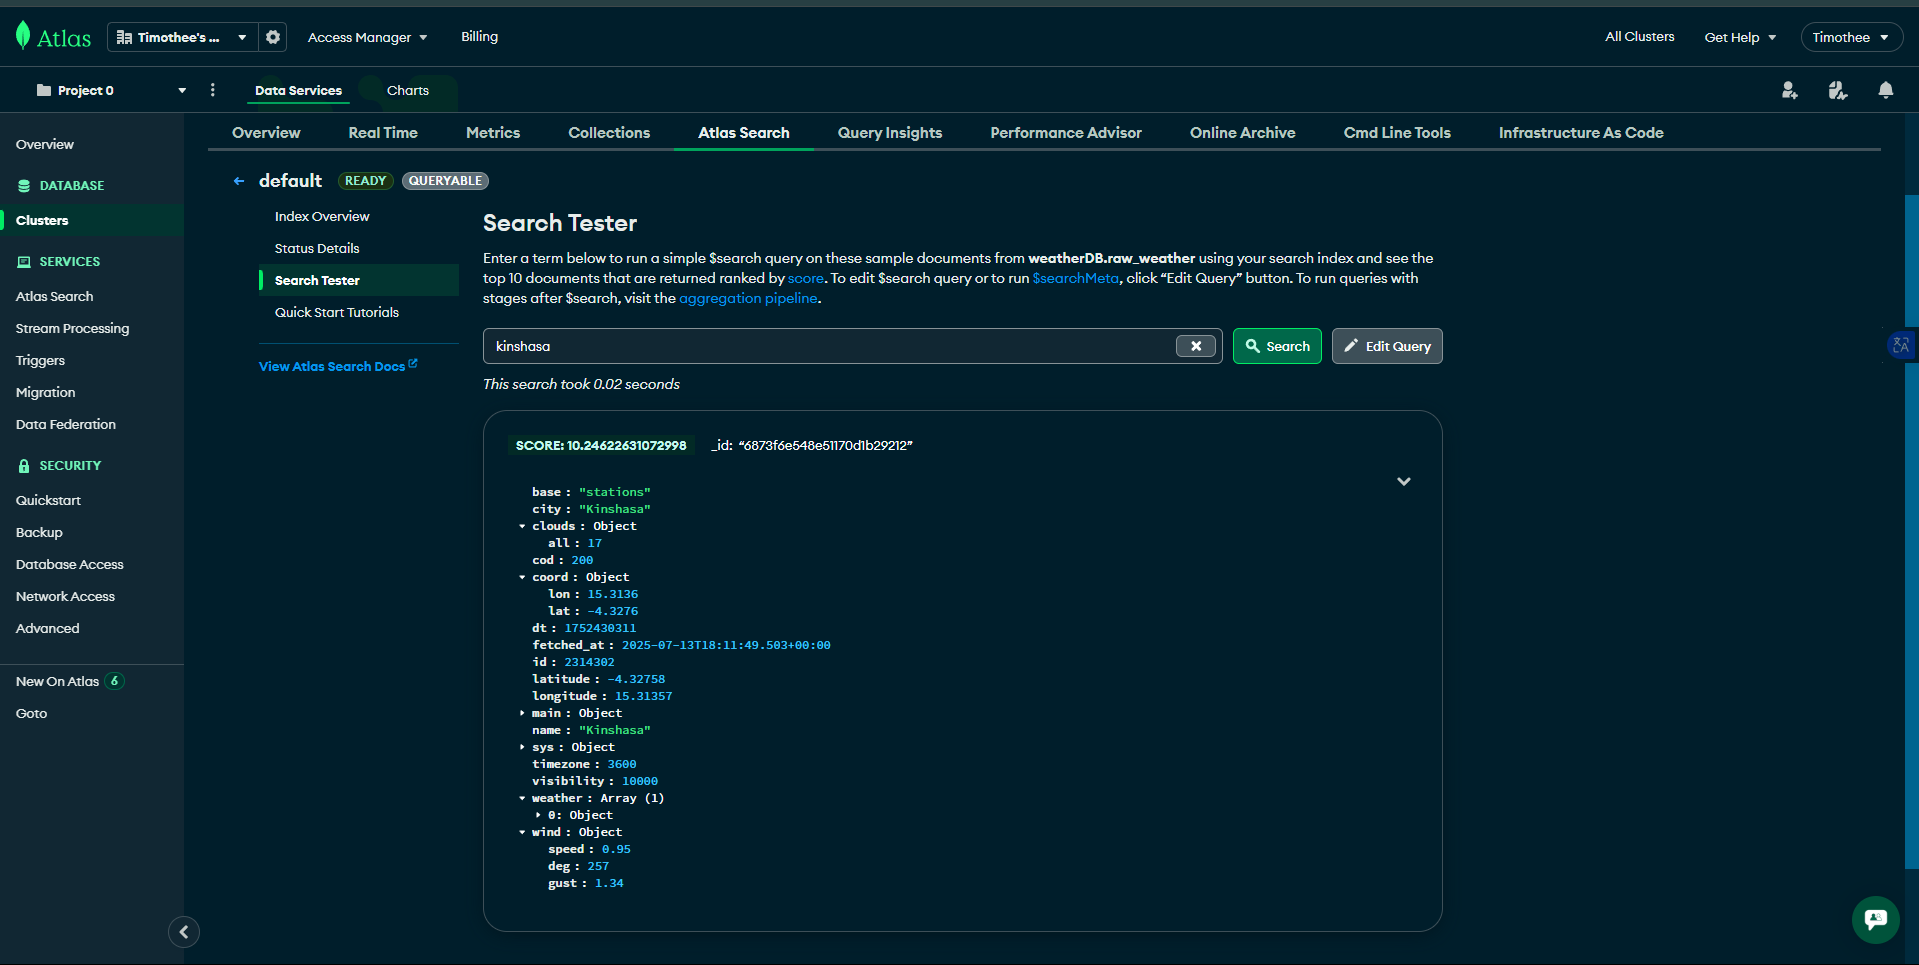 Atlas
Timothee's ...
Access Manager
Billing
All Clusters
Get Help
Timothee
Project 0
Data Services
Charts
Overview
Real Time
Metrics
Collections
Atlas Search
Query Insights
Performance Advisor
Online Archive
Cmd Line Tools
Infrastructure As Code
Overview
DATABASE
Clusters
SERVICES
Atlas Search
Stream Processing
Triggers
Migration
Data Federation
SECURITY
Quickstart
Backup
Database Access
Network Access
Advanced
New On Atlas 6
Goto
default READY QUERYABLE
Index Overview
Status Details
Search Tester
Quick Start Tutorials
View Atlas Search Docs
Search Tester
Enter a term below to run a simple $search query on these sample documents from weatherDB.raw_weather using your search index and see the
top 10 documents that are returned ranked by score. To edit $search query or to run $searchMeta, click “Edit Query” button. To run queries with
stages after $search, visit the aggregation pipeline.
kinshasa
Search
Edit Query
This search took 0.02 seconds
SCORE: 10.24622631072998 _id: “6873f6e548e51170d1b29212”
base : "stations"
city : "Kinshasa"
clouds : Object
all : 17
cod : 200
coord : Object
lon : 15.3136
lat : -4.3276
dt : 1752430311
fetched_at : 2025-07-13T18:11:49.503+00:00
id : 2314302
latitude : -4.32758
longitude : 15.31357
main : Object
name : "Kinshasa"
sys : Object
timezone : 3600
visibility : 10000
weather : Array (1)
0: Object
wind : Object
speed : 0.95
deg : 257
gust : 1.34